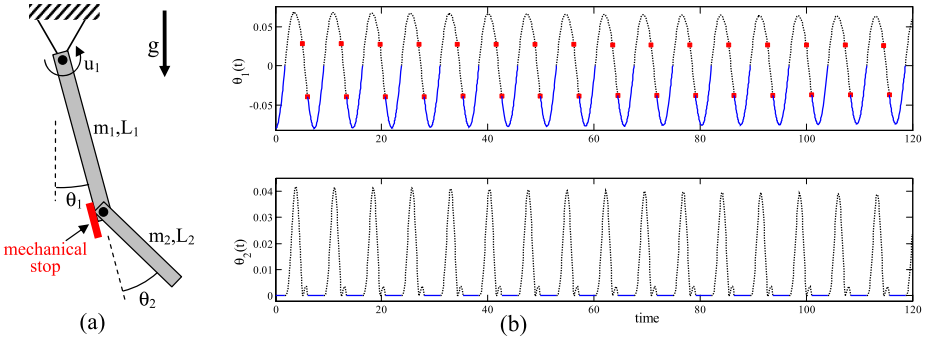 g
u1
m1,L1
θ1
mechanical
stop
m2,L2
θ2
(a)
θ1(t)
0.05
0
-0.05
0 20 40 60 80 100 120
θ2(t)
0.04
0.03
0.02
0.01
0
0 20 40 60 80 100 120
time
(b)